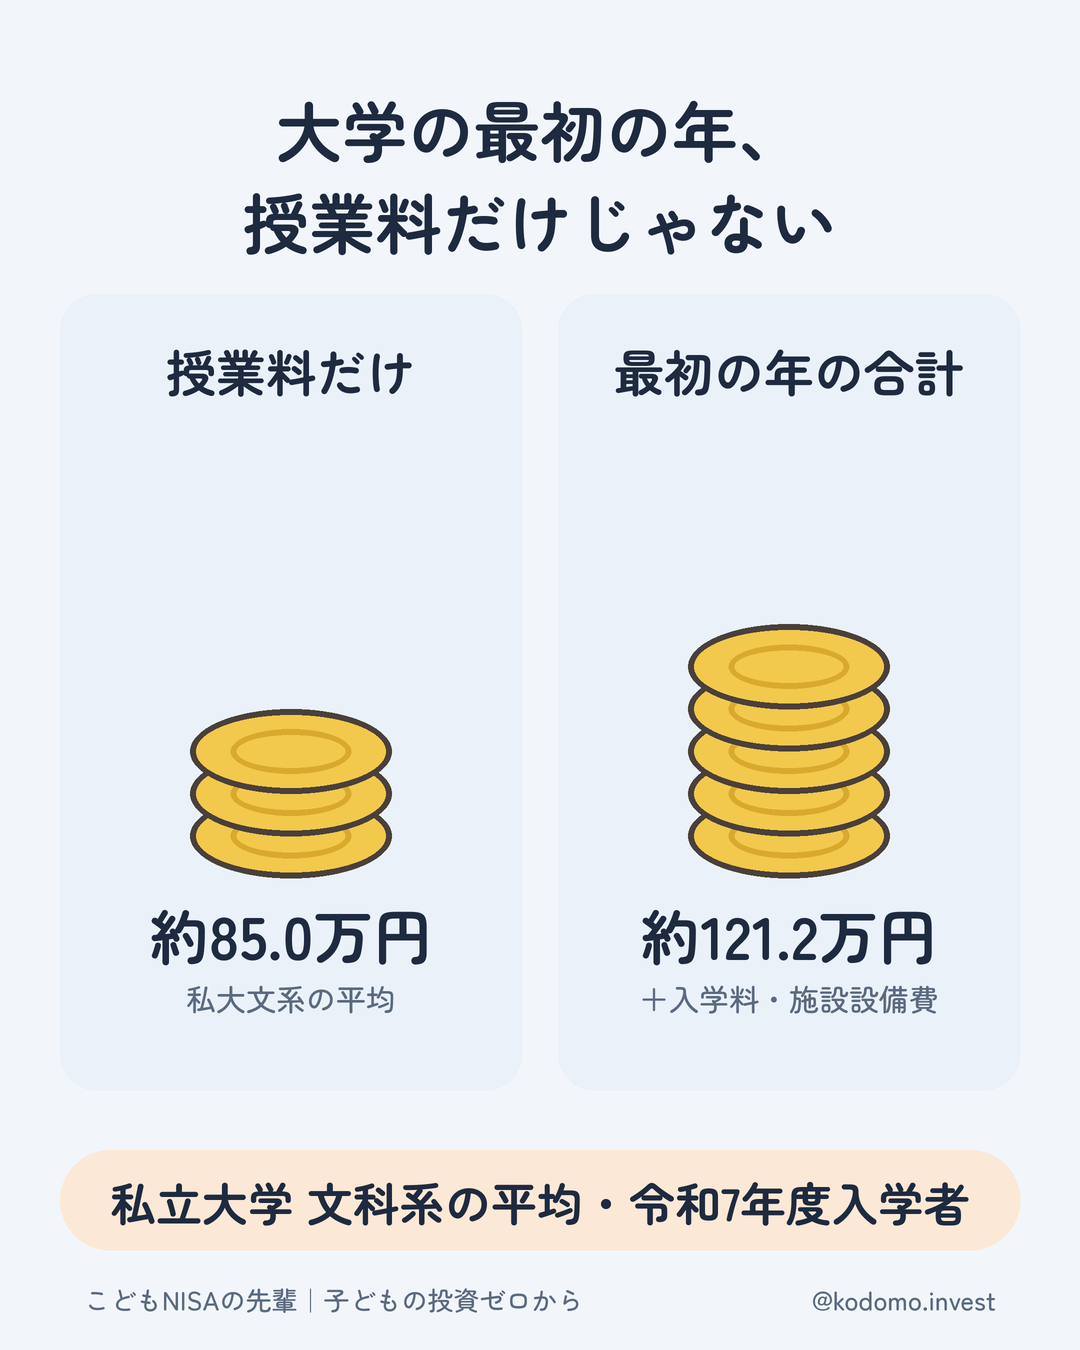 大学の最初の年、
授業料だけじゃない
授業料だけ
約85.0万円
私大文系の平均
最初の年の合計
約121.2万円
＋入学料・施設設備費
私立大学 文科系の平均・令和7年度入学者
こどもNISAの先輩｜子どもの投資ゼロから
@kodomo.invest